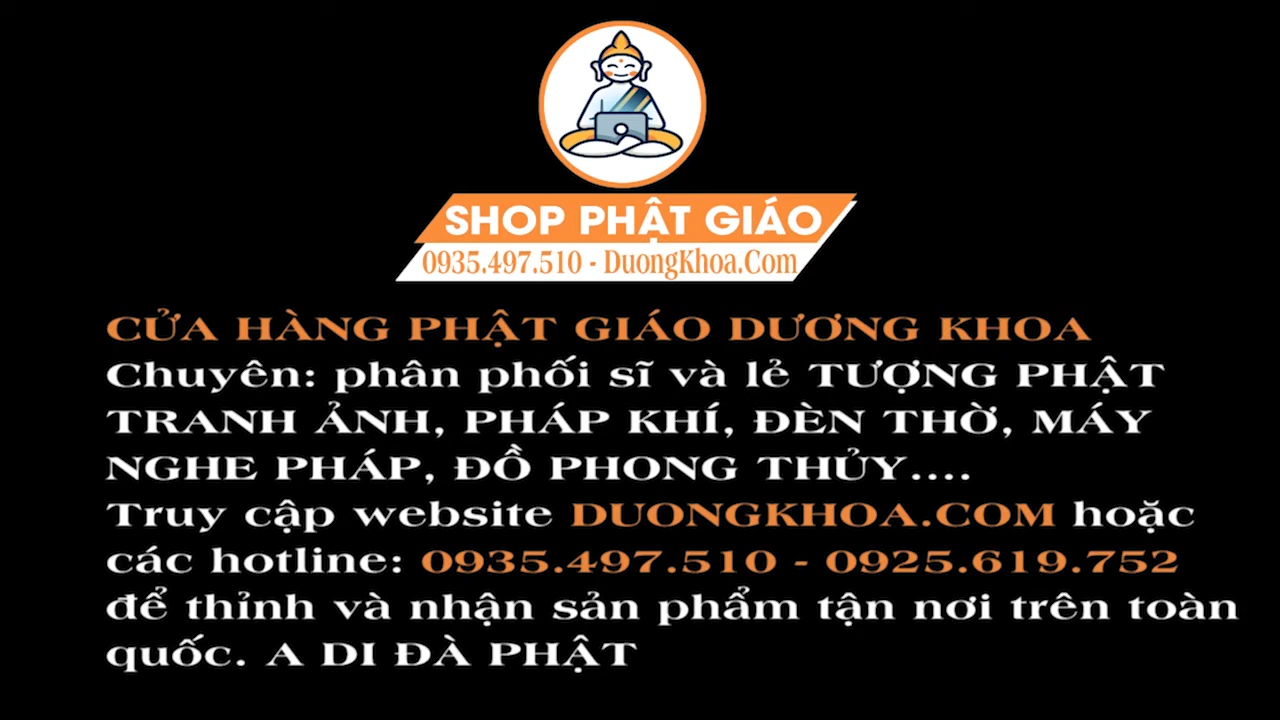 SHOP PHẬT GIÁO
0935.497.510 - DuongKhoa.Com
CỬA HÀNG PHẬT GIÁO DƯƠNG KHOA
Chuyên: phân phối sĩ và lẻ TƯỢNG PHẬT
TRANH ẢNH, PHÁP KHÍ, ĐÈN THỜ, MÁY
NGHE PHÁP, ĐỒ PHONG THỦY....
Truy cập website DUONGKHOA.COM hoặc
các hotline: 0935.497.510 - 0925.619.752
để thỉnh và nhận sản phẩm tận nơi trên toàn
quốc. A DI ĐÀ PHẬT